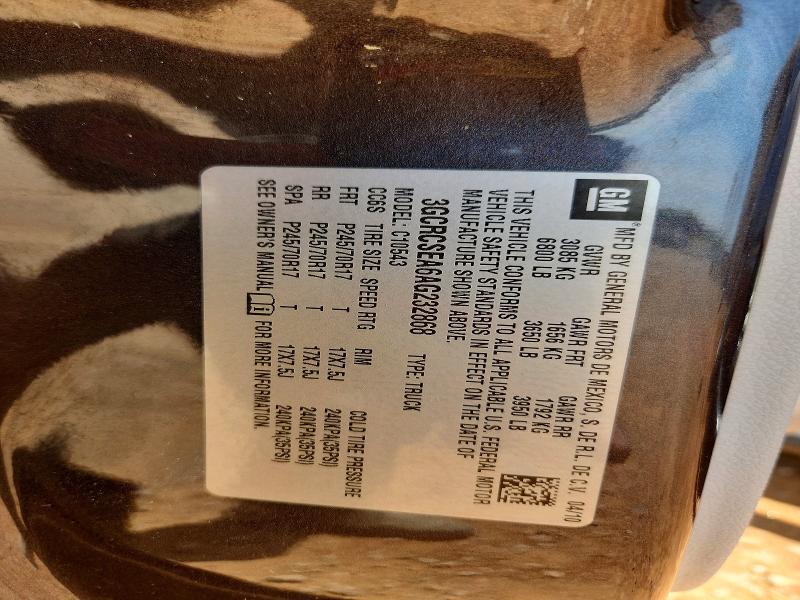 GM
®MFD BY GENERAL MOTORS DE MEXICO, S. DE R.L. DE C.V. 04/10
GVWR GAWR FRT GAWR RR
3085 KG 1656 KG 1792 KG
6800 LB 3650 LB 3950 LB
THIS VEHICLE CONFORMS TO ALL APPLICABLE U.S. FEDERAL MOTOR
VEHICLE SAFETY STANDARDS IN EFFECT ON THE DATE OF
MANUFACTURE SHOWN ABOVE.
3GCRCSEA6AG292868 TYPE: TRUCK
MODEL: C10543
CC6S TIRE SIZE SPEED RTG RIM COLD TIRE PRESSURE
FRT P245/70R17 T 17X7.5J 240KPA(35PSI)
RR P245/70R17 T 17X7.5J 240KPA(35PSI)
SPA P245/70R17 T 17X7.5J 240KPA(35PSI)
SEE OWNER'S MANUAL FOR MORE INFORMATION.